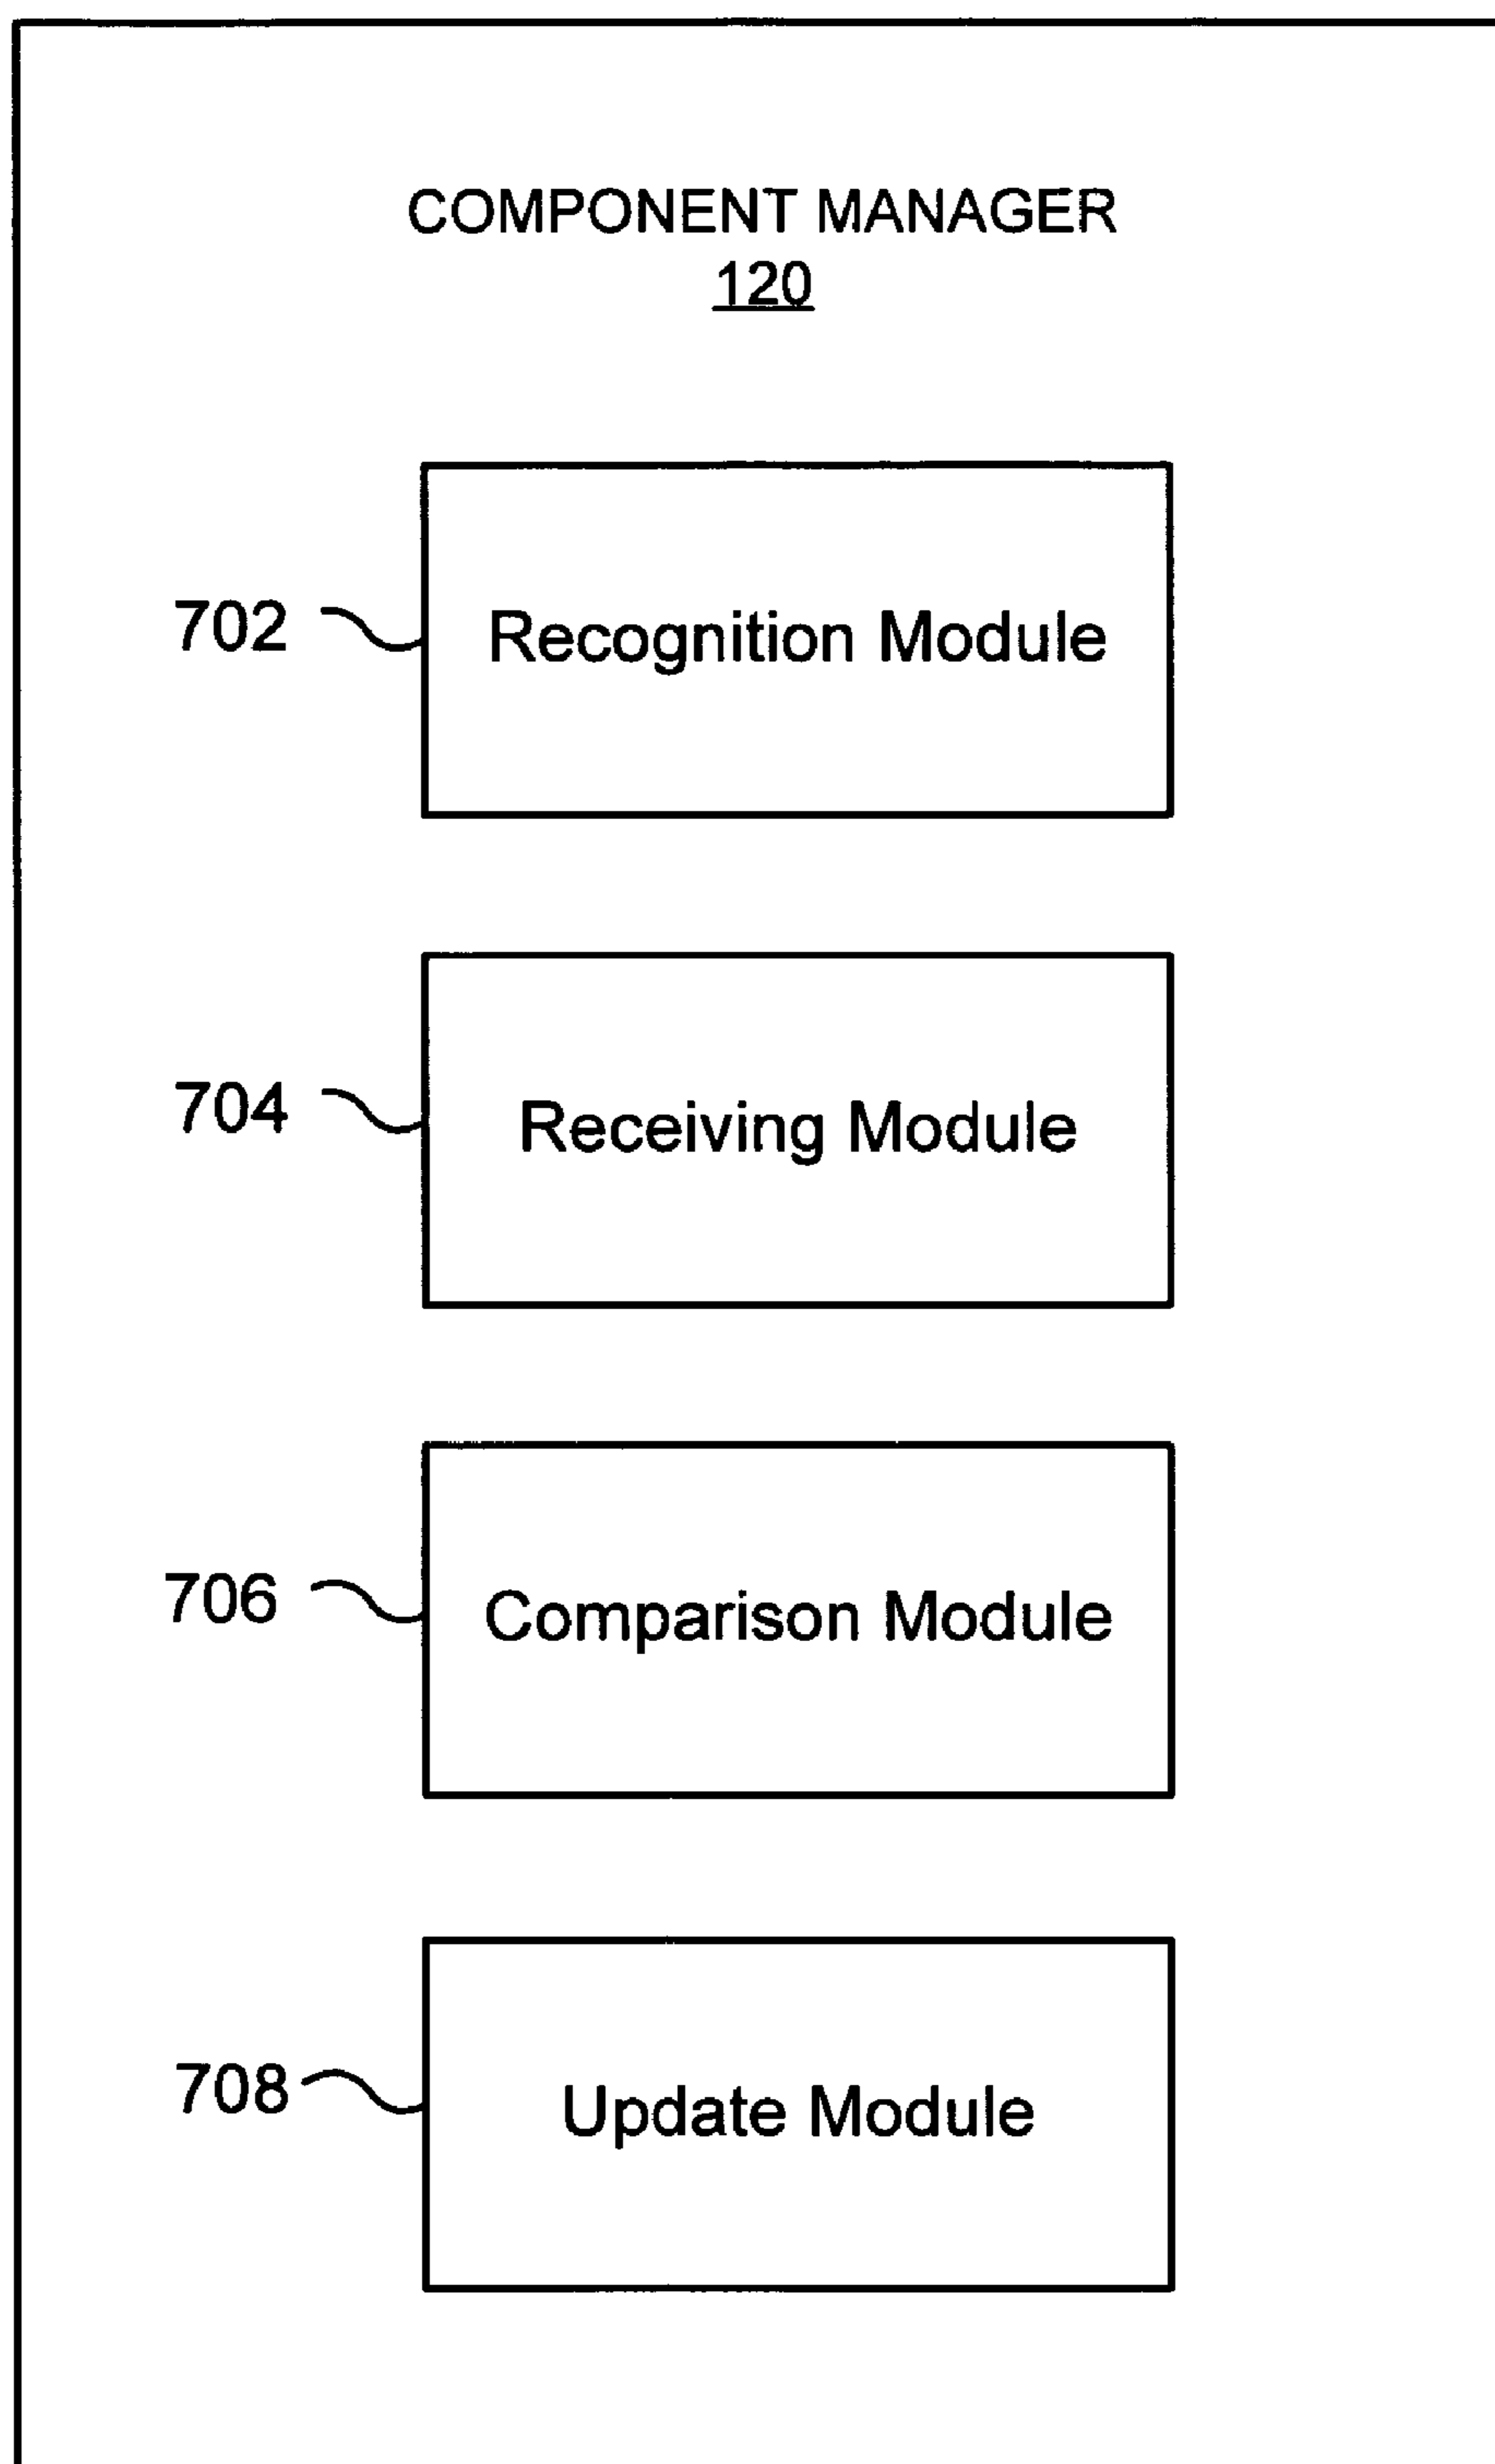 COMPONENT MANAGER
120
702 Recognition Module
704 Receiving Module
706 Comparison Module
708 Update Module